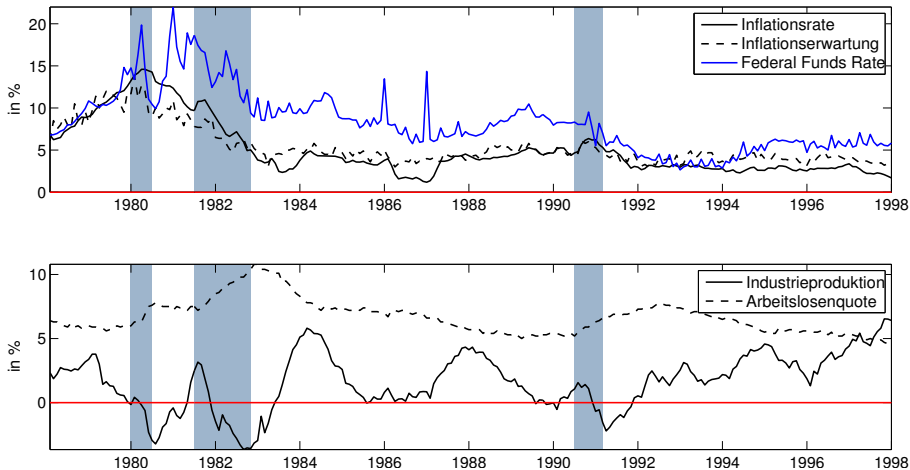 20
15
10
5
0
in %
Inflationsrate
Inflationserwartung
Federal Funds Rate
1980 1982 1984 1986 1988 1990 1992 1994 1996 1998
10
5
0
in %
Industrieproduktion
Arbeitslosenquote
1980 1982 1984 1986 1988 1990 1992 1994 1996 1998